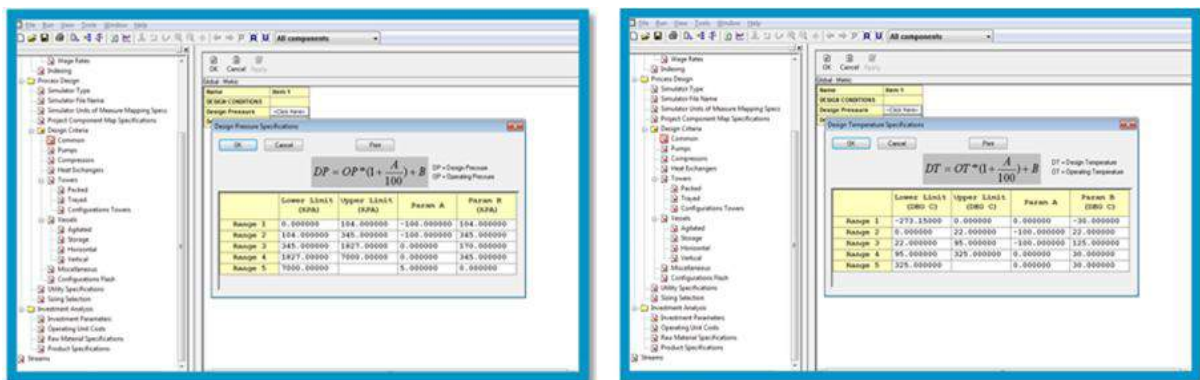 File Run View Tools Window Help
All components
Wage Rates
Indexing
Process Design
Simulator Type
Simulator File Name
Simulator Units of Measure Mapping Specs
Project Component Map Specifications
Design Criteria
Common
Pumps
Compressors
Heat Exchangers
Towers
Packed
Trayed
Configurations Towers
Vessels
Agitated
Storage
Horizontal
Vertical
Miscellaneous
Configurations Flash
Utility Specifications
Sizing Selection
Investment Analysis
Investment Parameters
Operating Unit Costs
Raw Material Specifications
Product Specifications
Streams
OK Cancel Apply
Global Metric
Name Item 1
DESIGN CONDITIONS
Design Pressure <Click Here>
Design Pressure Specifications
OK Cancel Print
DP = OP*(1+ A/100)+ B
DP = Design Pressure
OP = Operating Pressure
Lower Limit (KPA) Upper Limit (KPA) Param A Param B (KPA)
Range 1 0.000000 104.000000 -100.000000 104.000000
Range 2 104.000000 345.000000 -100.000000 345.000000
Range 3 345.000000 1827.00000 0.000000 170.000000
Range 4 1827.00000 7000.00000 0.000000 345.000000
Range 5 7000.00000 5.000000 0.000000
File Run View Tools Window Help
All components
Wage Rates
Indexing
Process Design
Simulator Type
Simulator File Name
Simulator Units of Measure Mapping Specs
Project Component Map Specifications
Design Criteria
Common
Pumps
Compressors
Heat Exchangers
Towers
Packed
Trayed
Configurations Towers
Vessels
Agitated
Storage
Horizontal
Vertical
Miscellaneous
Configurations Flash
Utility Specifications
Sizing Selection
Investment Analysis
Investment Parameters
Operating Unit Costs
Raw Material Specifications
Product Specifications
Streams
OK Cancel Apply
Global Metric
Name Item 1
DESIGN CONDITIONS
Design Pressure <Click Here>
Design Temperature Specifications
OK Cancel Print
DT = OT*(1+ A/100)+ B
DT = Design Temperature
OT = Operating Temperature
Lower Limit (DEG C) Upper Limit (DEG C) Param A Param B (DEG C)
Range 1 -273.15000 0.000000 0.000000 -30.000000
Range 2 0.000000 22.000000 -100.000000 22.000000
Range 3 22.000000 95.000000 -100.000000 125.000000
Range 4 95.000000 325.000000 0.000000 30.000000
Range 5 325.000000 0.000000 30.000000